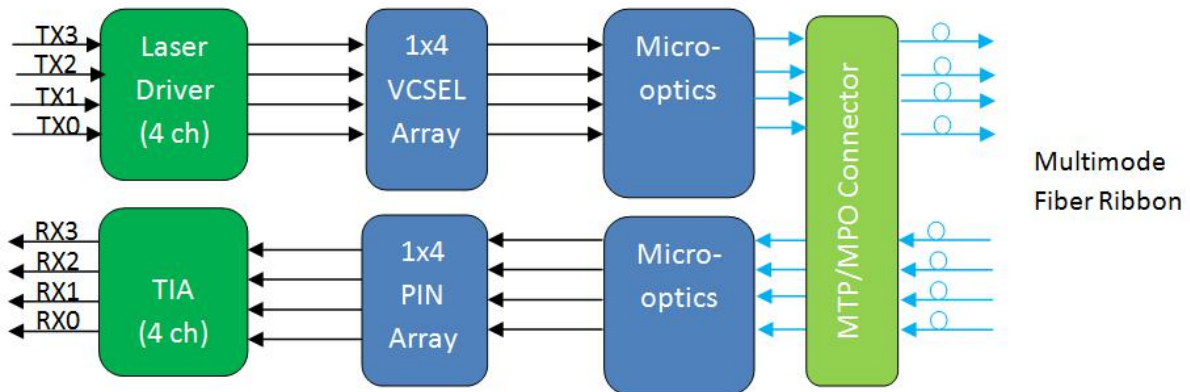 TX3
TX2
TX1
TX0
Laser
Driver
(4 ch)
1x4
VCSEL
Array
Micro-
optics
MTP/MPO Connector
Multimode
Fiber Ribbon
RX3
RX2
RX1
RX0
TIA
(4 ch)
1x4
PIN
Array
Micro-
optics